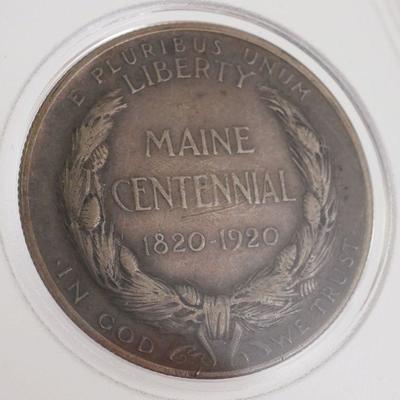 E PLURIBUS UNUM
LIBERTY
MAINE
CENTENNIAL
1820-1920
·IN GOD WE TRUST·